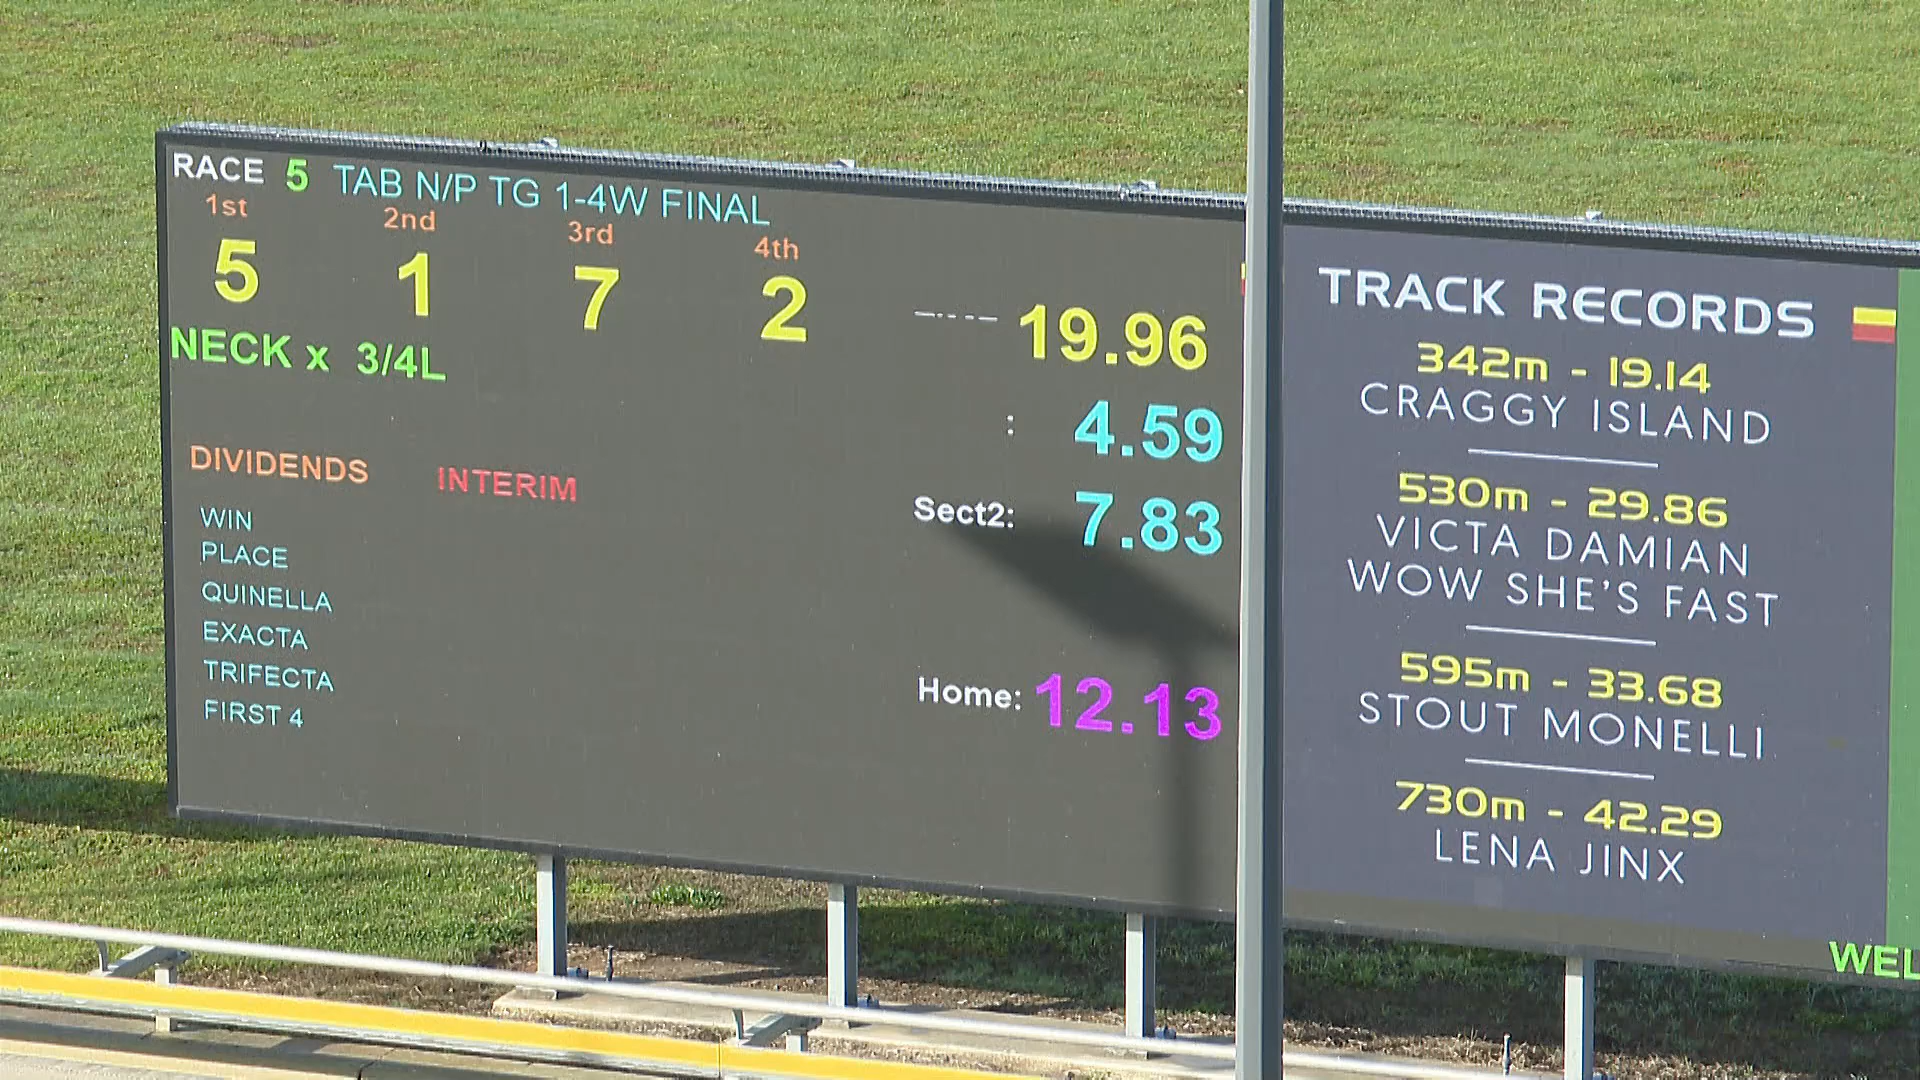 RACE 5 TAB N/P TG 1-4W FINAL
1st 2nd 3rd 4th
5 1 7 2
NECK x 3/4L
19.96
: 4.59
Sect2: 7.83
Home: 12.13
DIVIDENDS INTERIM
WIN
PLACE
QUINELLA
EXACTA
TRIFECTA
FIRST 4
TRACK RECORDS
342m - 19.14
CRAGGY ISLAND
530m - 29.86
VICTA DAMIAN
WOW SHE'S FAST
595m - 33.68
STOUT MONELLI
730m - 42.29
LENA JINX
WEL